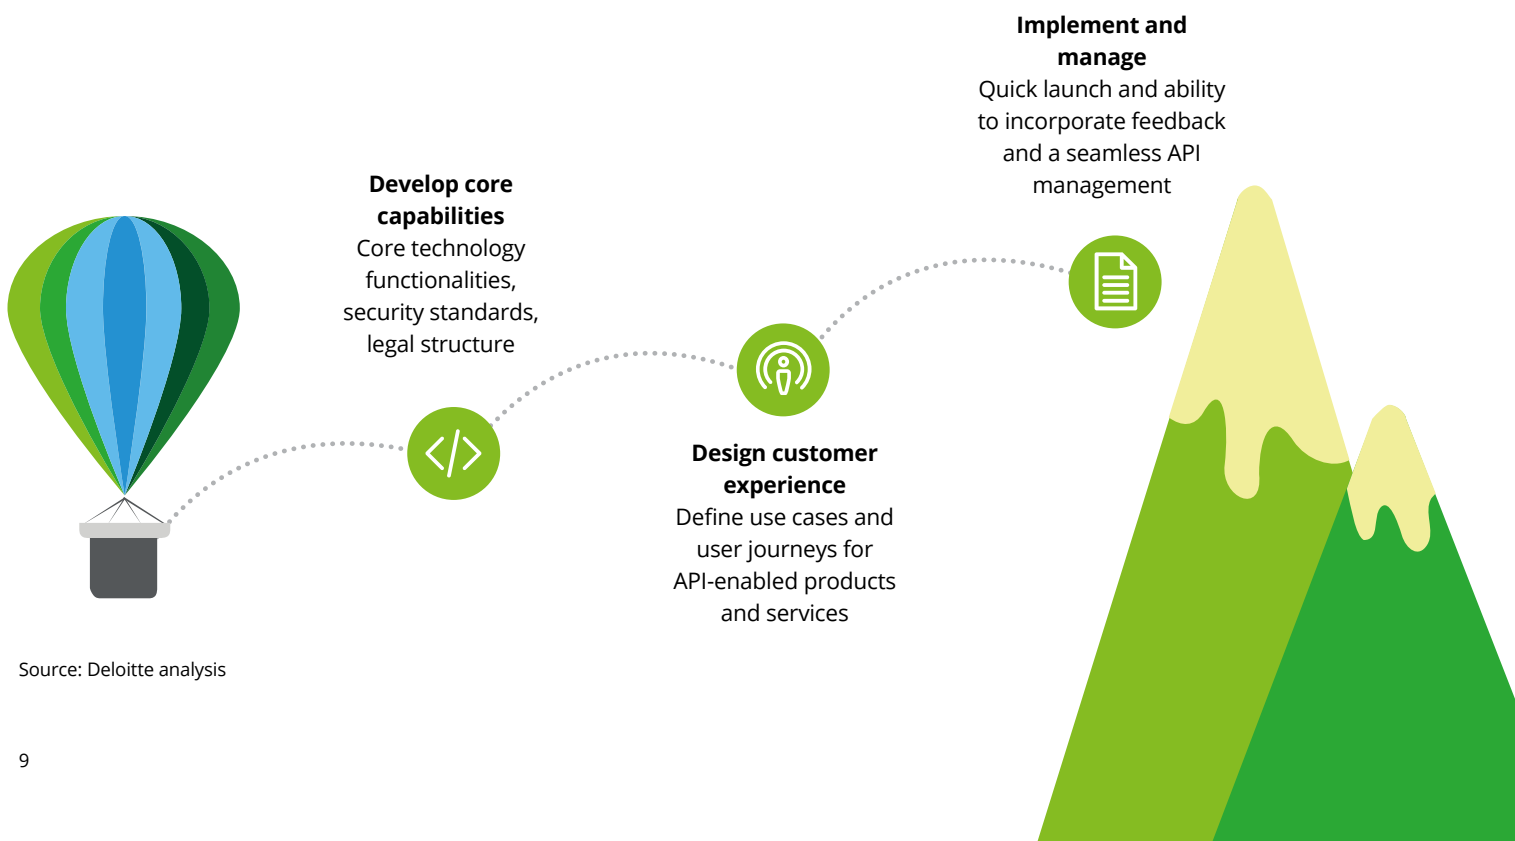 Implement and
manage
Quick launch and ability
to incorporate feedback
and a seamless API
management
Develop core
capabilities
Core technology
functionalities,
security standards,
legal structure
Design customer
experience
Define use cases and
user journeys for
API-enabled products
and services
Source: Deloitte analysis
9